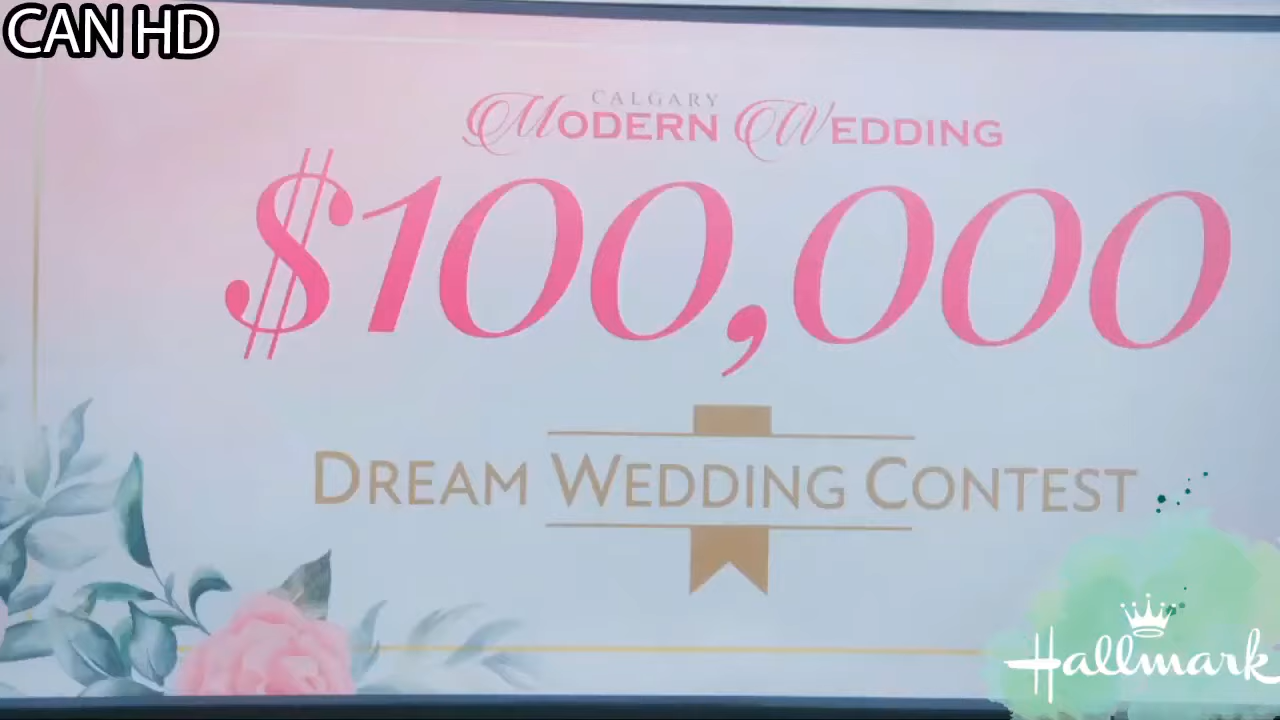 CAN HD
CALGARY
MODERN WEDDING
$100,000
DREAM WEDDING CONTEST
Hallmark